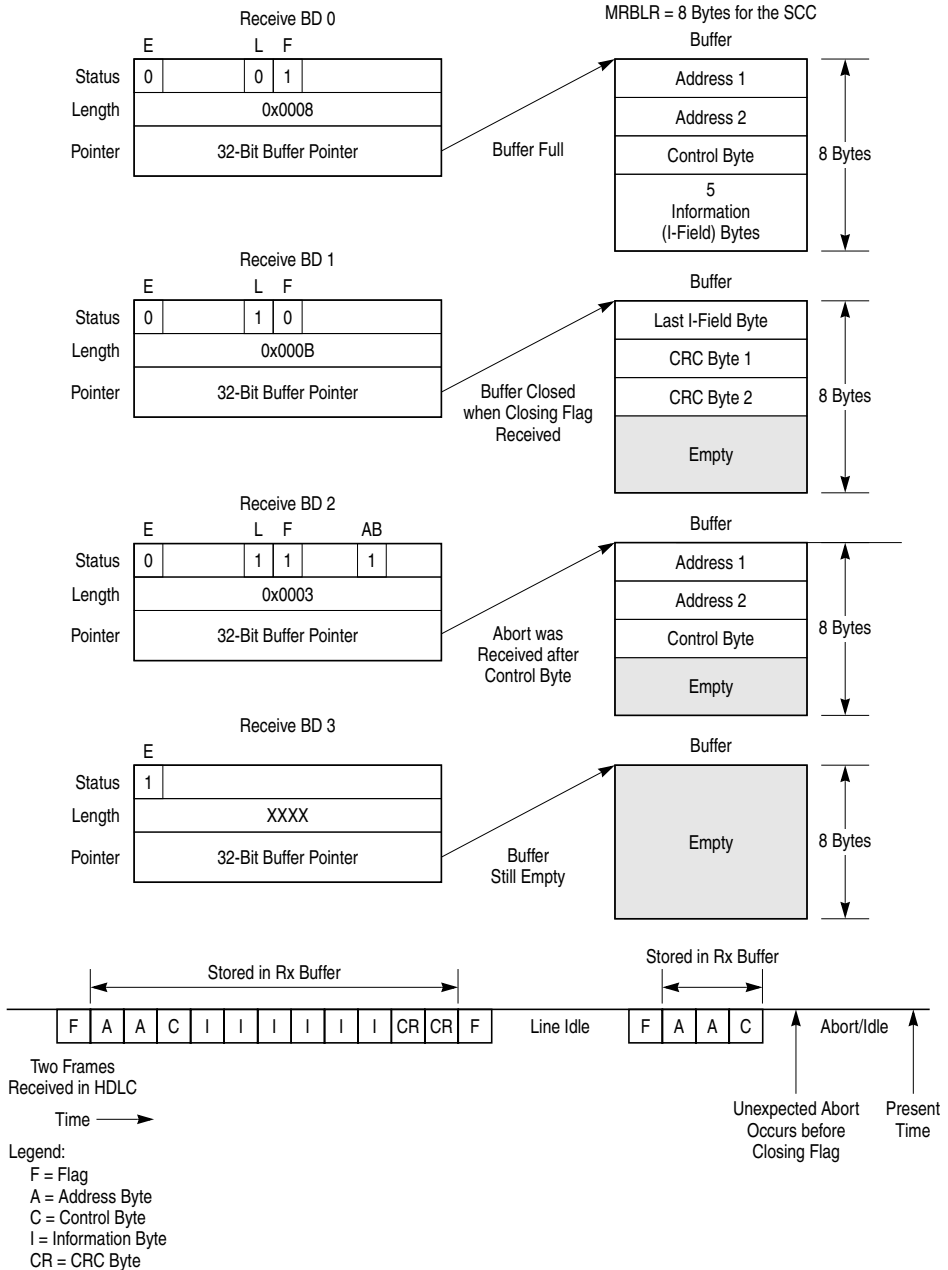 MRBLR = 8 Bytes for the SCC
Receive BD 0
Buffer
E L F
Status 0 0 1
Length 0x0008
Pointer 32-Bit Buffer Pointer
Buffer Full
Address 1
Address 2
Control Byte
5
Information
(I-Field) Bytes
8 Bytes
Receive BD 1
Buffer
E L F
Status 0 1 0
Length 0x000B
Pointer 32-Bit Buffer Pointer
Buffer Closed
when Closing Flag
Received
Last I-Field Byte
CRC Byte 1
CRC Byte 2
Empty
8 Bytes
Receive BD 2
Buffer
E L F AB
Status 0 1 1 1
Length 0x0003
Pointer 32-Bit Buffer Pointer
Abort was
Received after
Control Byte
Address 1
Address 2
Control Byte
Empty
8 Bytes
Receive BD 3
Buffer
E
Status 1
Length XXXX
Pointer 32-Bit Buffer Pointer
Buffer
Still Empty
Empty
8 Bytes
Stored in Rx Buffer
Stored in Rx Buffer
F A A C I I I I I I CR CR F Line Idle F A A C Abort/Idle
Two Frames
Received in HDLC
Time
Unexpected Abort
Occurs before
Closing Flag
Present
Time
Legend:
F = Flag
A = Address Byte
C = Control Byte
I = Information Byte
CR = CRC Byte